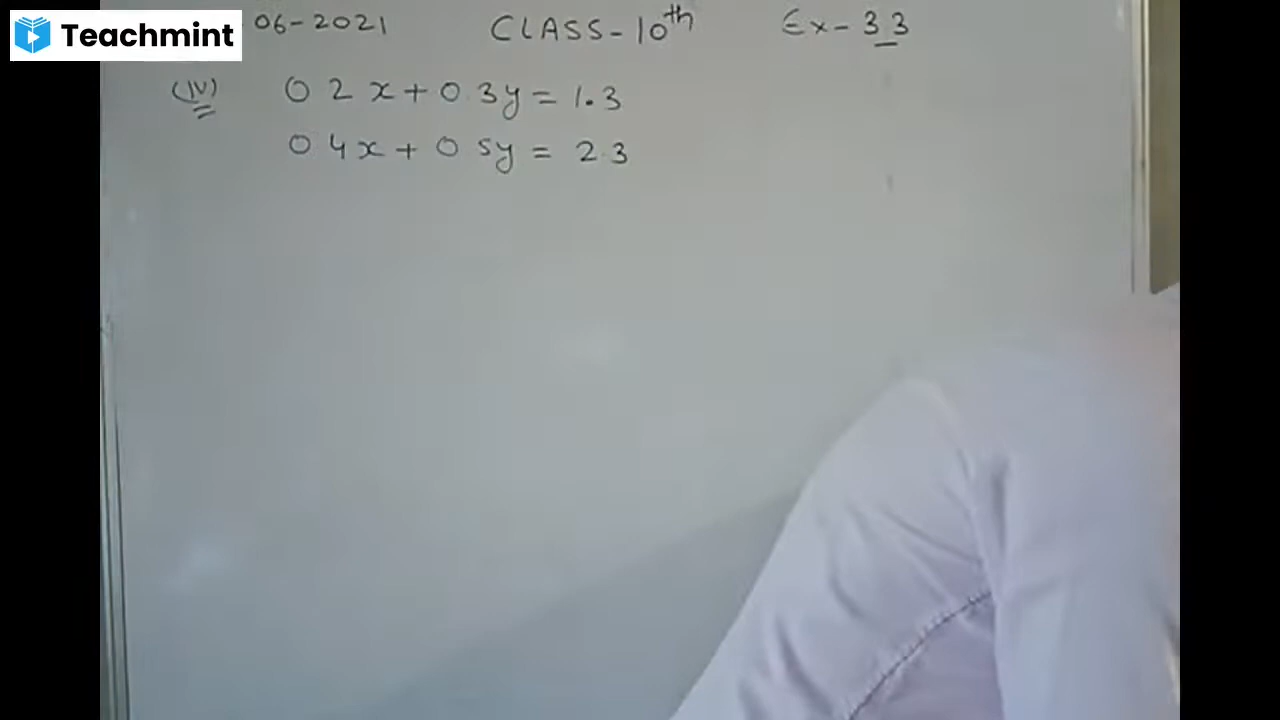 Teachmint
06-2021 CLASS-10th Ex-3.3
(iv) 0.2x+0.3y=1.3
0.4x+0.5y=2.3